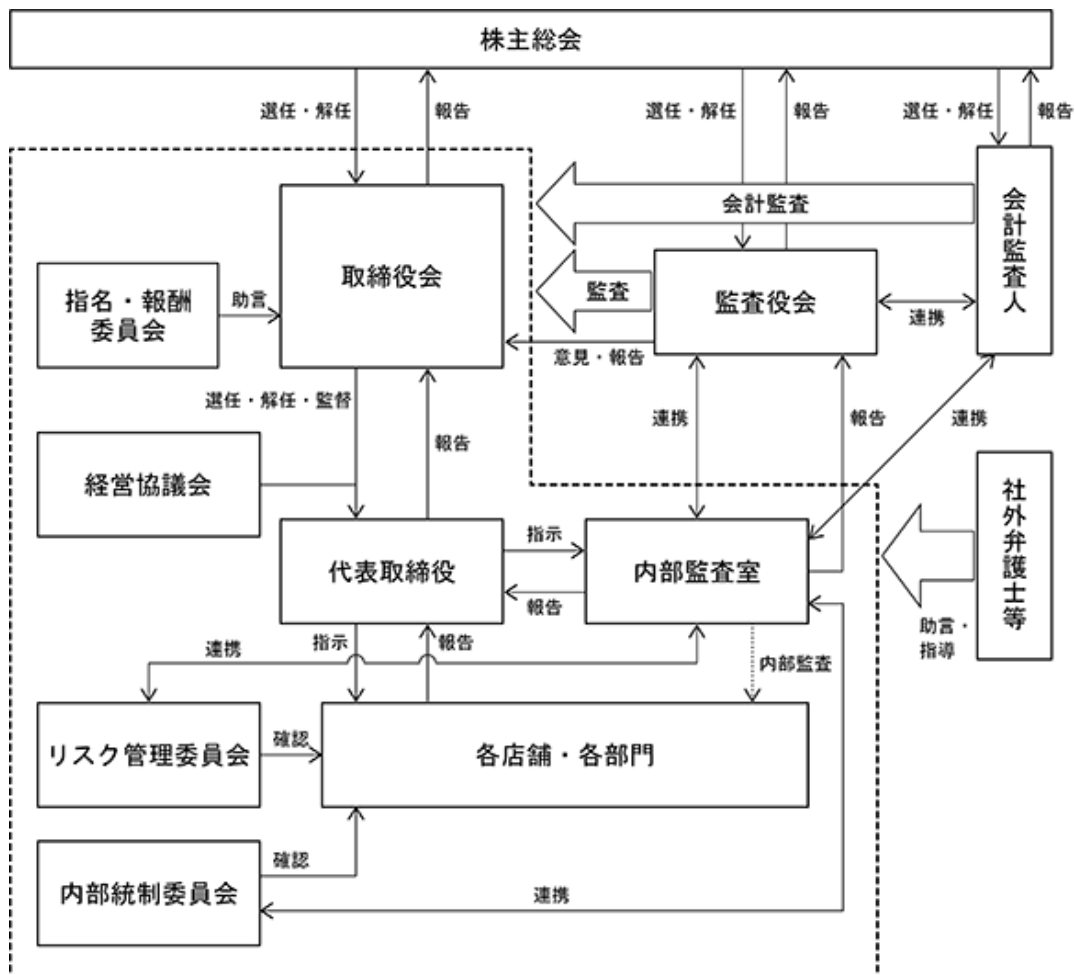 株主総会
選任・解任
報告
選任・解任
報告
選任・解任
報告
会計監査
会計監査人
取締役会
指名・報酬
委員会
助言
監査
監査役会
連携
意見・報告
選任・解任・監督
報告
連携
報告
連携
経営協議会
社外弁護士等
代表取締役
指示
報告
内部監査室
助言・
指導
連携
指示
報告
内部監査
リスク管理委員会
確認
各店舗・各部門
内部統制委員会
確認
連携